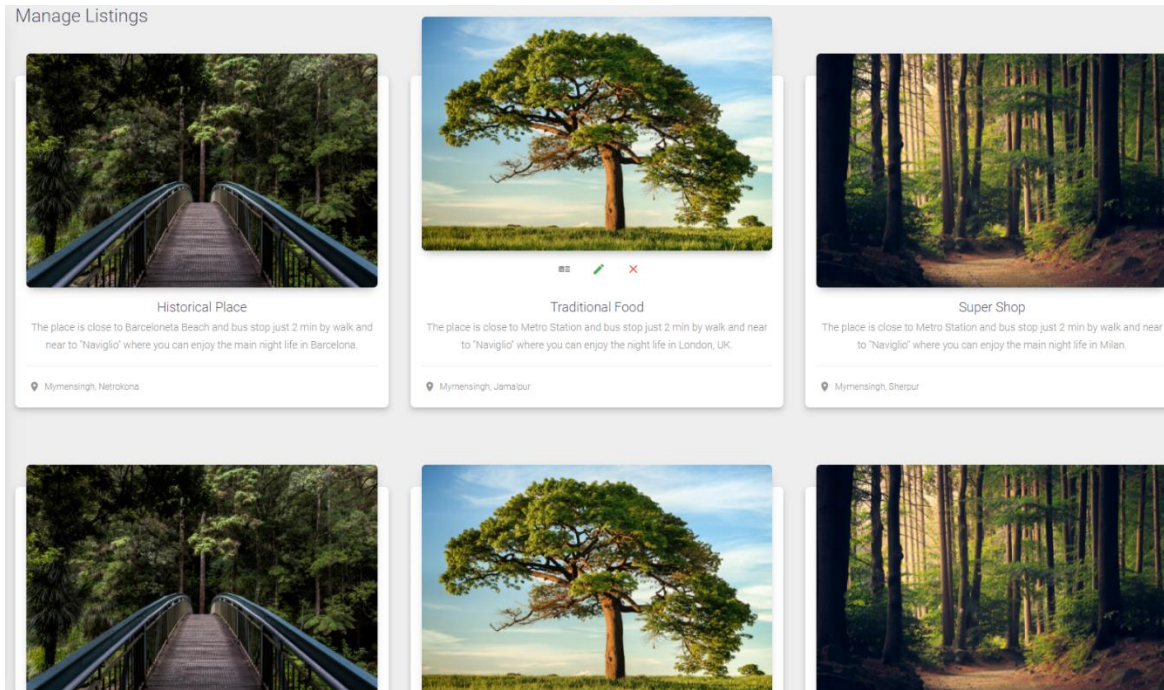 Manage Listings
Historical Place
The place is close to Barceloneta Beach and bus stop just 2 min by walk and
near to "Naviglio" where you can enjoy the main night life in Barcelona.
Mymensingh, Netrokona
Traditional Food
The place is close to Metro Station and bus stop just 2 min by walk and near
to "Naviglio" where you can enjoy the night life in London, UK.
Mymensingh, Jamalpur
Super Shop
The place is close to Metro Station and bus stop just 2 min by walk and near
to "Naviglio" where you can enjoy the main night life in Milan.
Mymensingh, Sherpur